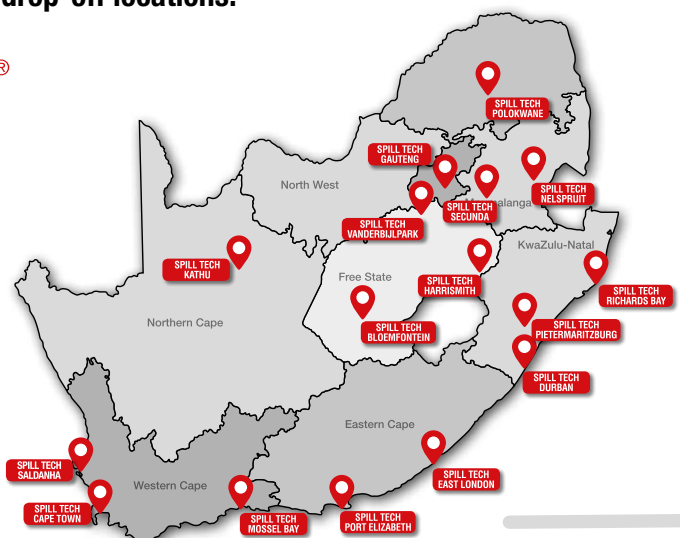 drop-off locations.
®
SPILL TECH
POLOKWANE
SPILL TECH
GAUTENG
North West
SPILL TECH
NELSPRUIT
SPILL TECH
SECUNDA
SPILL TECH
VANDERBIJLPARK
KwaZulu-Natal
SPILL TECH
KATHU
Free State
SPILL TECH
HARRISMITH
SPILL TECH
RICHARDS BAY
Northern Cape
SPILL TECH
BLOEMFONTEIN
SPILL TECH
PIETERMARITZBURG
SPILL TECH
DURBAN
Eastern Cape
SPILL TECH
SALDANHA
SPILL TECH
EAST LONDON
Western Cape
SPILL TECH
CAPE TOWN
SPILL TECH
MOSSEL BAY
SPILL TECH
PORT ELIZABETH